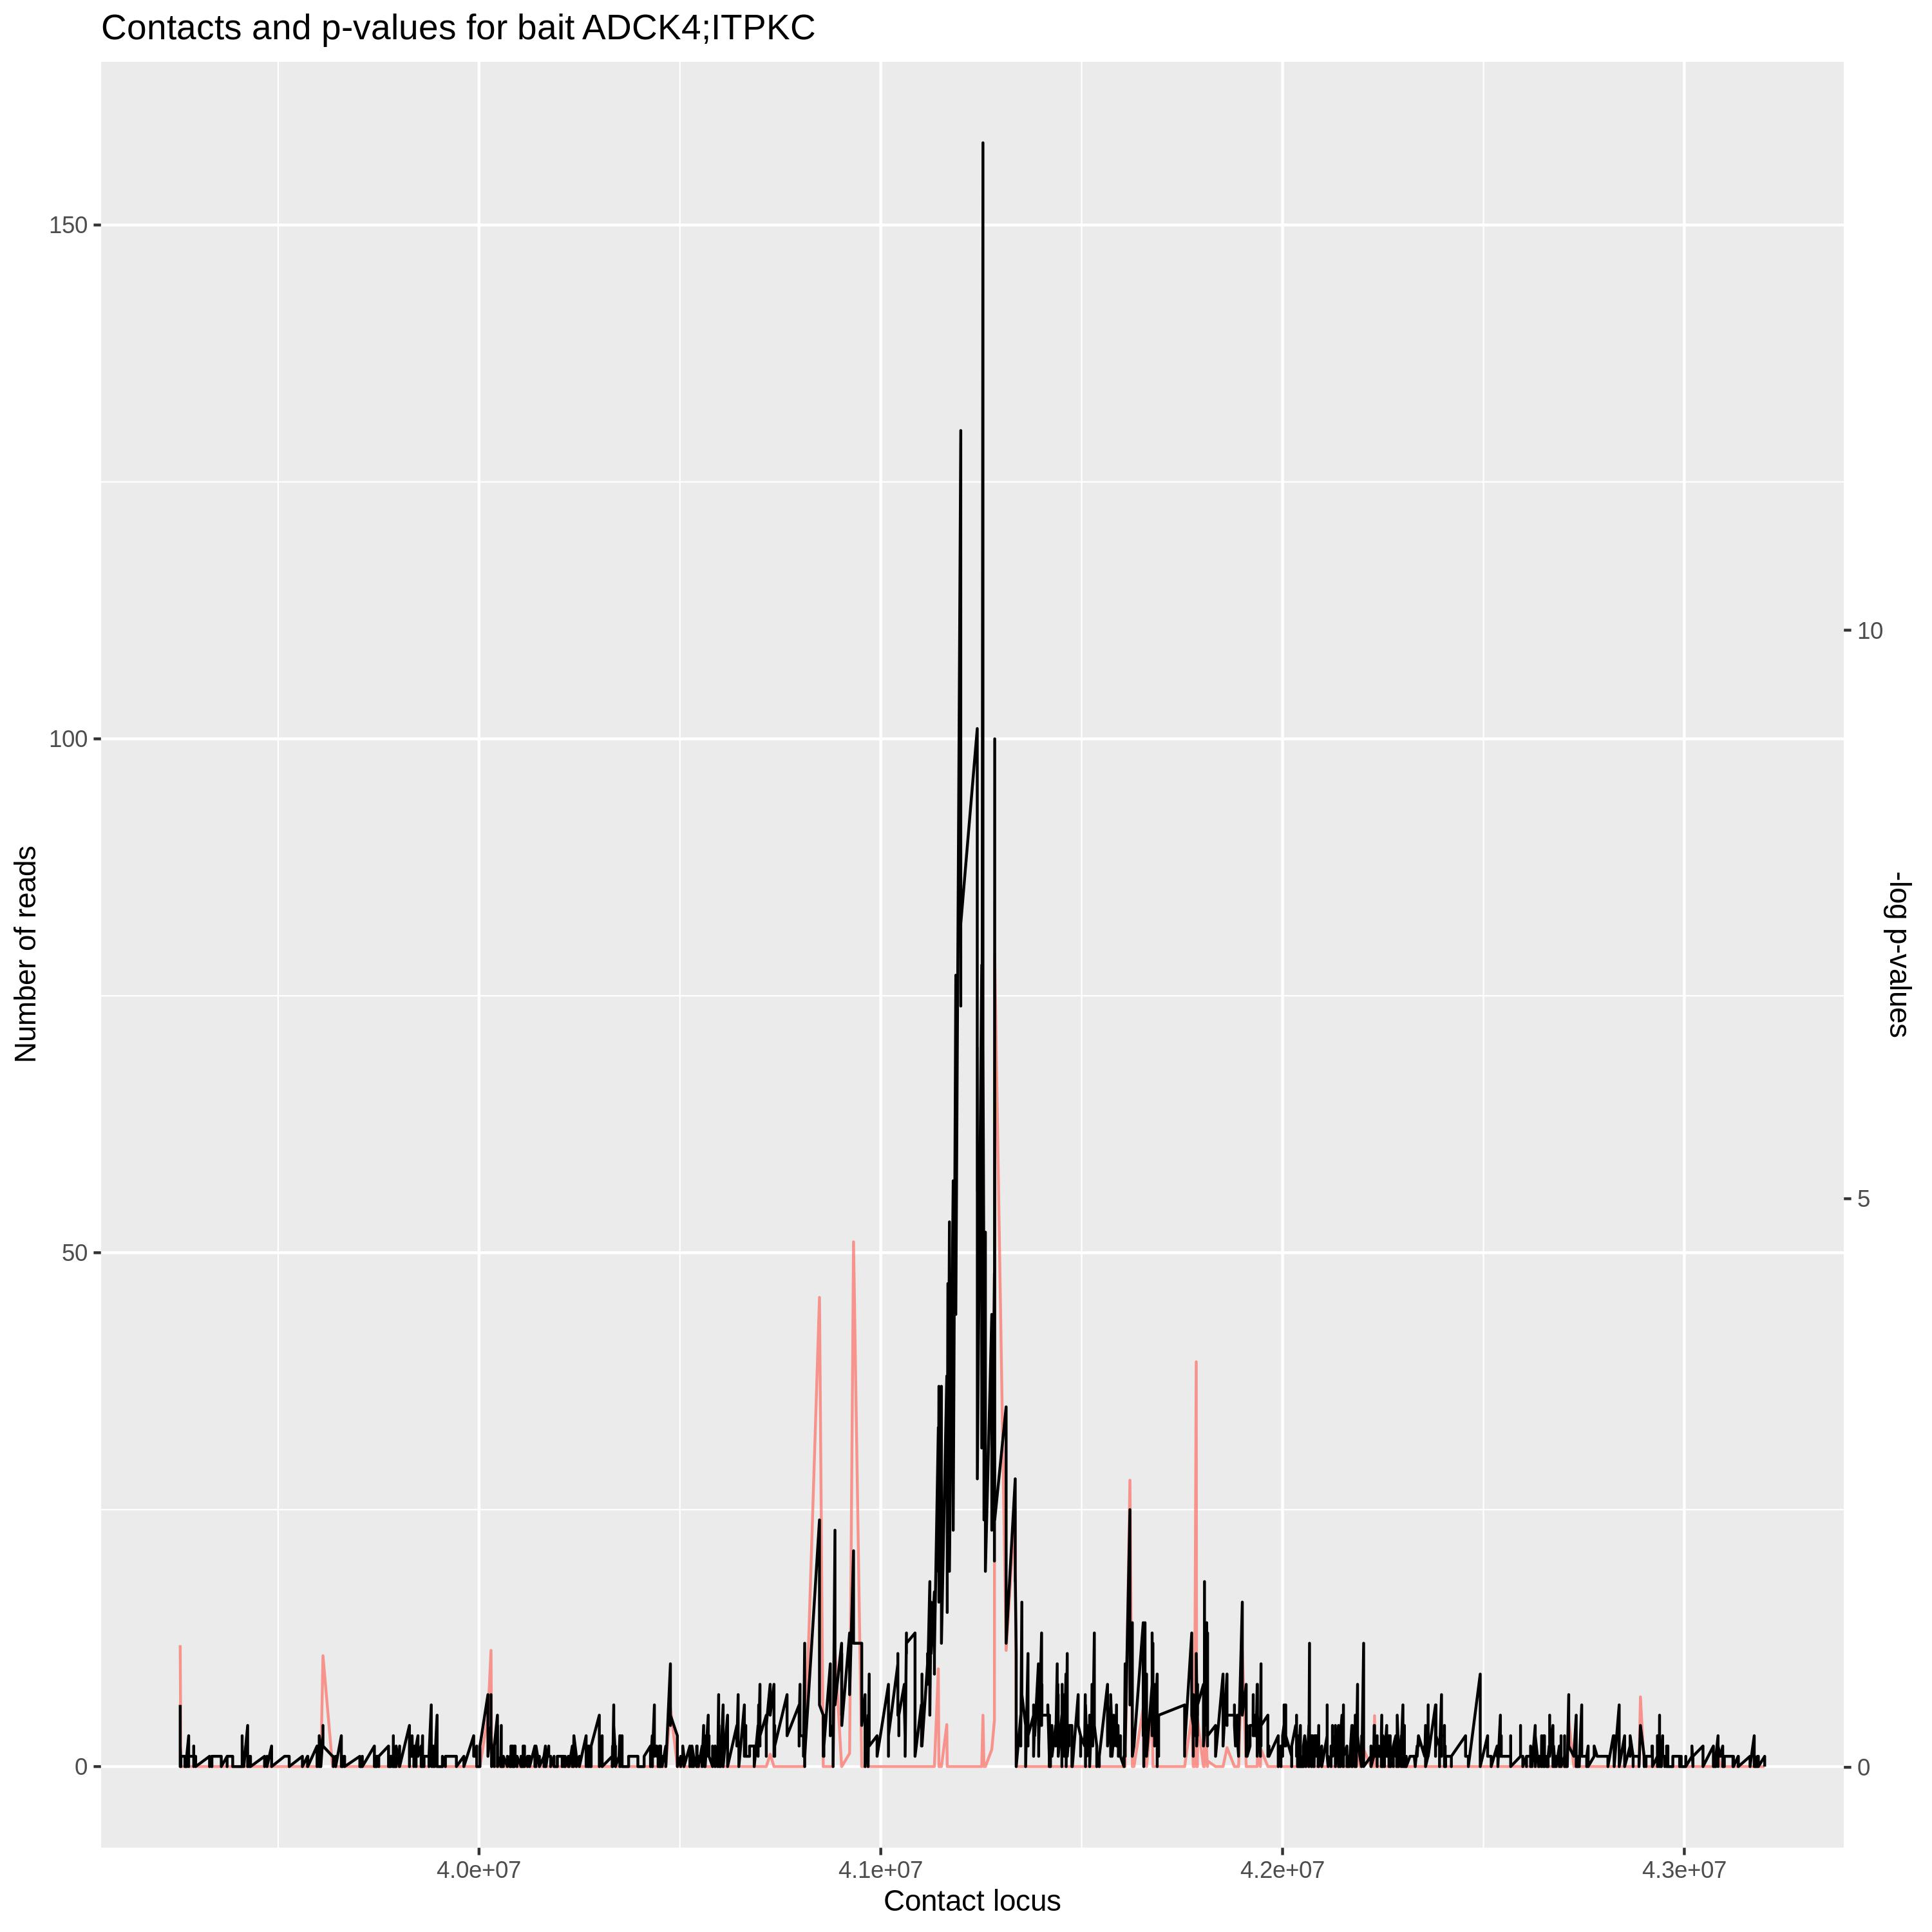 Contacts and p-values for bait ADCK4;ITPKC
150
100
50
0
Number of reads
10
5
0
-log p-values
4.0e+07
4.1e+07
4.2e+07
4.3e+07
Contact locus